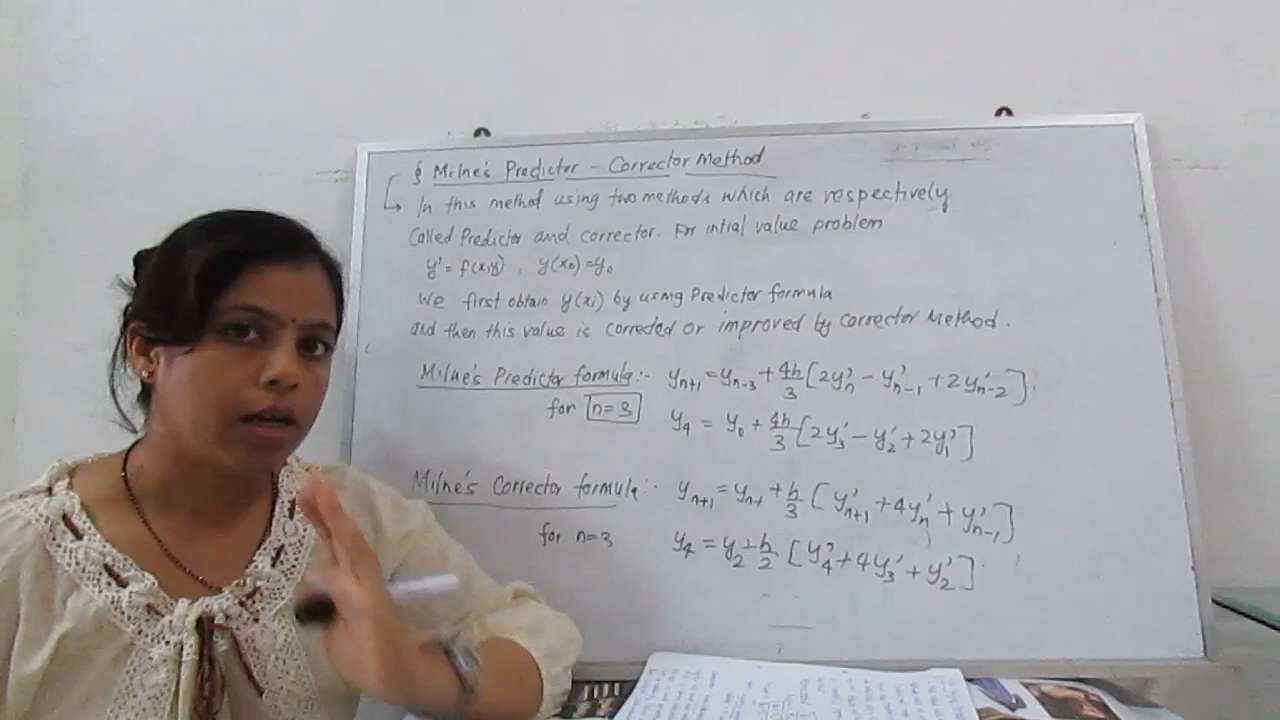 § Milne's Predictor - Corrector Method
In this method using two methods which are respectively
Called Predictor and corrector. For intial value problem
y' = f(x,y) , y(x₀) = y₀
We first obtain y(x₁) by using Predictor formula
and then this value is corrected or improved by corrector Method.
Milne's Predictor formula:- yₙ₊₁ = yₙ₋₃ + 4h/3 [2y'ₙ - y'ₙ₋₁ + 2y'ₙ₋₂].
for n=3 y₄ = y₀ + 4h/3 [2y'₃ - y'₂ + 2y'₁]
Milne's Corrector formula:- yₙ₊₁ = yₙ₋₁ + h/3 [y'ₙ₊₁ + 4y'ₙ + y'ₙ₋₁]
for n=3 y₄ = y₂ + h/2 [y'₄ + 4y'₃ + y'₂]